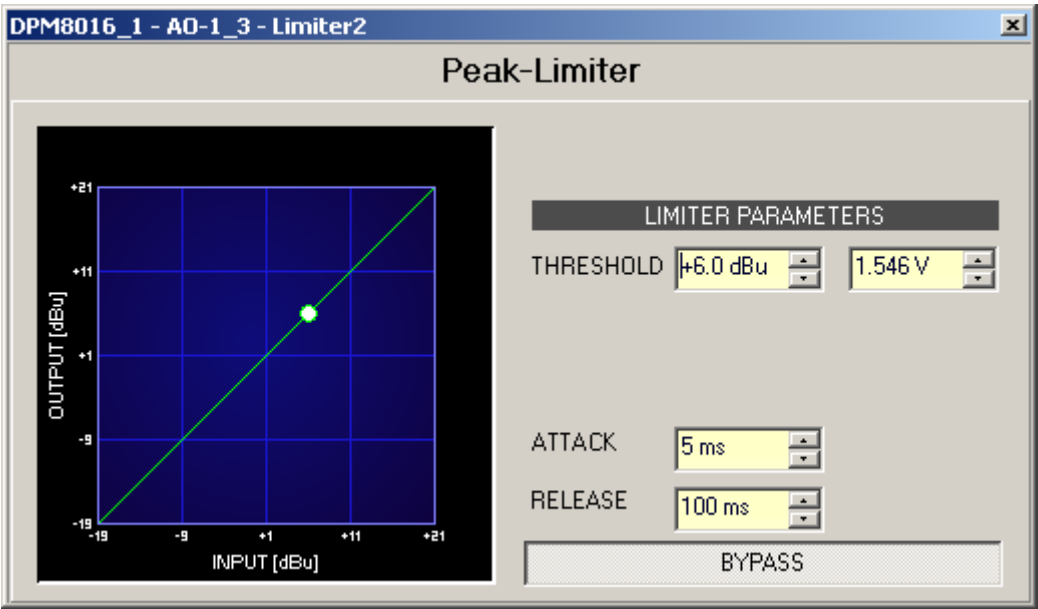 DPM8016_1 - AO-1_3 - Limiter2
Peak-Limiter
+21
+11
+1
-9
-19
OUTPUT [dBu]
-19 -9 +1 +11 +21
INPUT [dBu]
LIMITER PARAMETERS
THRESHOLD +6.0 dBu 1.546 V
ATTACK 5 ms
RELEASE 100 ms
BYPASS